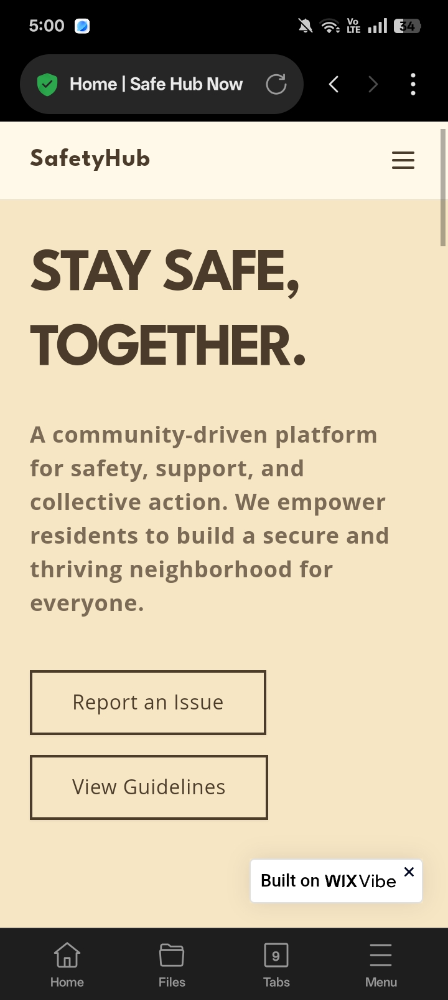 5:00
Vo LTE
34
Home | Safe Hub Now
SafetyHub
STAY SAFE,
TOGETHER.
A community-driven platform
for safety, support, and
collective action. We empower
residents to build a secure and
thriving neighborhood for
everyone.
Report an Issue
View Guidelines
Built on WIX Vibe
9
Home Files Tabs Menu